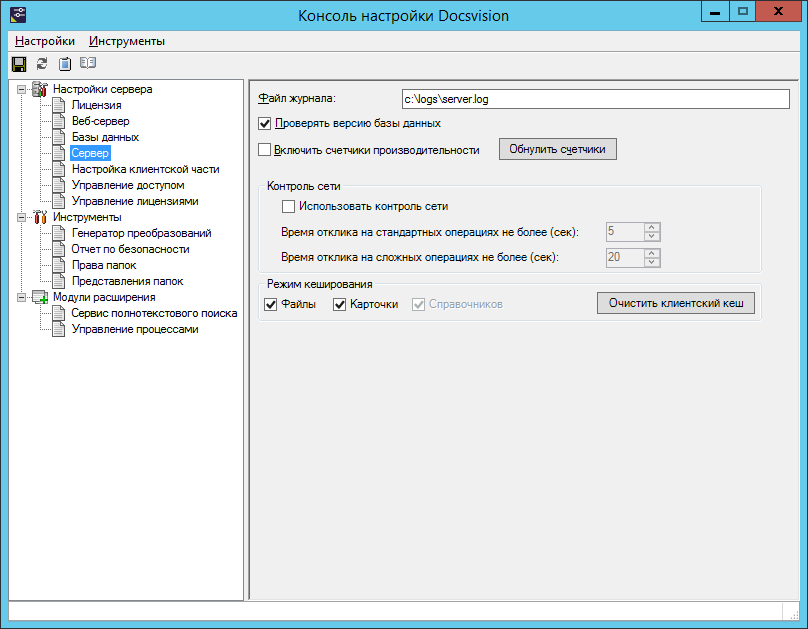 Консоль настройки Docsvision
Настройки Инструменты
Настройки сервера
Лицензия
Веб-сервер
Базы данных
Сервер
Настройка клиентской части
Управление доступом
Управление лицензиями
Инструменты
Генератор преобразований
Отчет по безопасности
Права папок
Представления папок
Модули расширения
Сервис полнотекстового поиска
Управление процессами
Файл журнала: c:\logs\server.log
Проверять версию базы данных
Включить счетчики производительности Обнулить счетчики
Контроль сети
Использовать контроль сети
Время отклика на стандартных операциях не более (сек): 5
Время отклика на сложных операциях не более (сек): 20
Режим кеширования
Файлы Карточки Справочников Очистить клиентский кеш